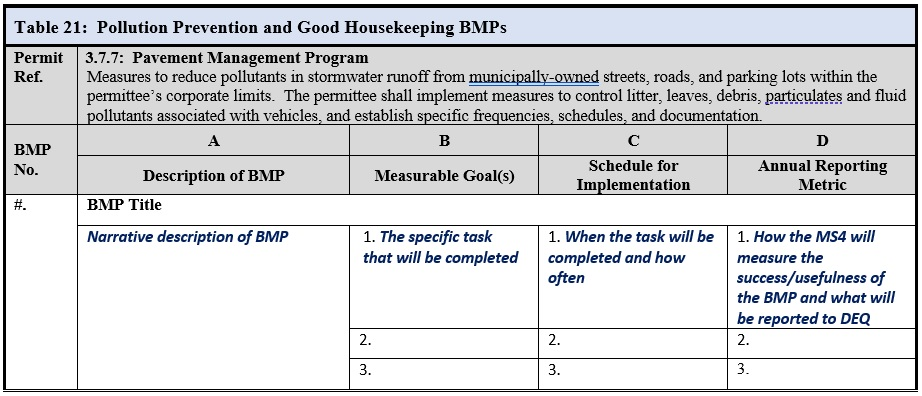 Table 21:  Pollution Prevention and Good Housekeeping BMPs
Permit Ref.
3.7.7:  Pavement Management Program
Measures to reduce pollutants in stormwater runoff from municipally-owned streets, roads, and parking lots within the
permittee's corporate limits.  The permittee shall implement measures to control litter, leaves, debris, particulates and fluid
pollutants associated with vehicles, and establish specific frequencies, schedules, and documentation.
BMP
No.
A
B
C
D
Description of BMP
Measurable Goal(s)
Schedule for
Implementation
Annual Reporting
Metric
#.
BMP Title
Narrative description of BMP
1. The specific task
that will be completed
1. When the task will be
completed and how
often
1. How the MS4 will
measure the
success/usefulness of
the BMP and what will
be reported to DEQ
2.
2.
2.
3.
3.
3.